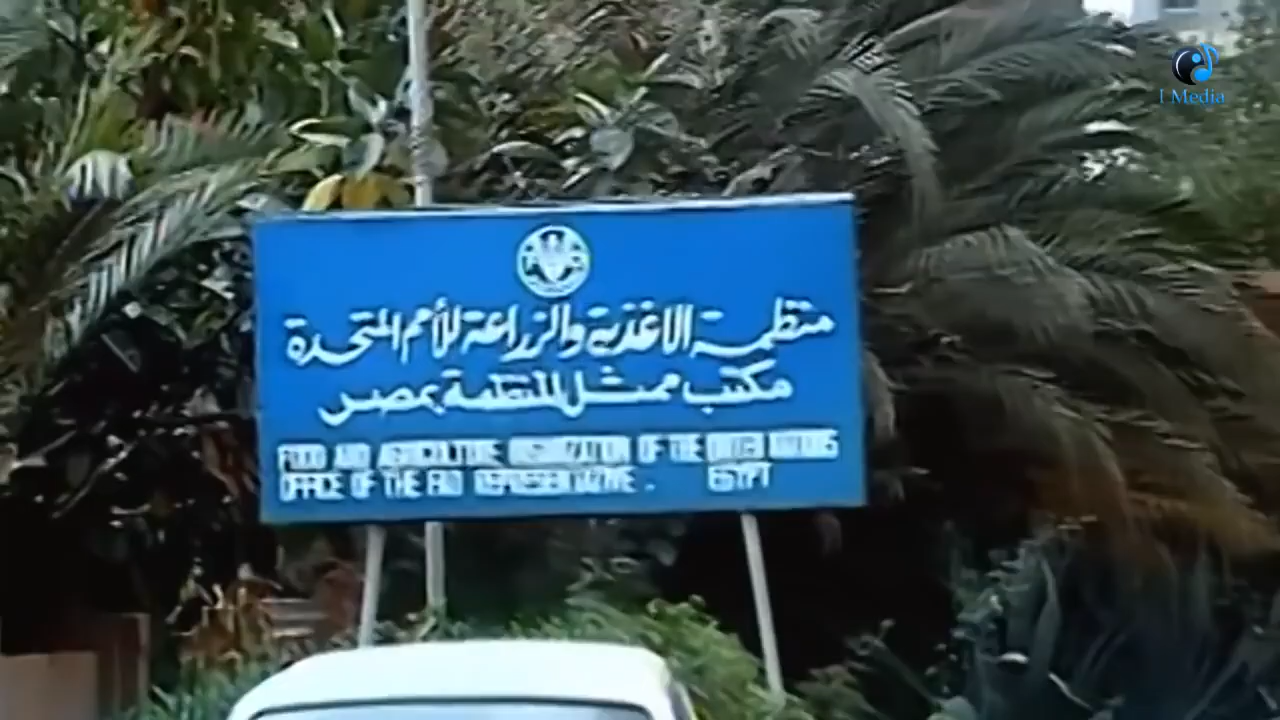 I Media
منظمة الاغذية والزراعة للأمم المتحدة
مكتب ممثل المنظمة بمصر
FOOD AND AGRICULTURE ORGANIZATION OF THE UNITED NATIONS
OFFICE OF THE FAO REPRESENTATIVE . EGYPT